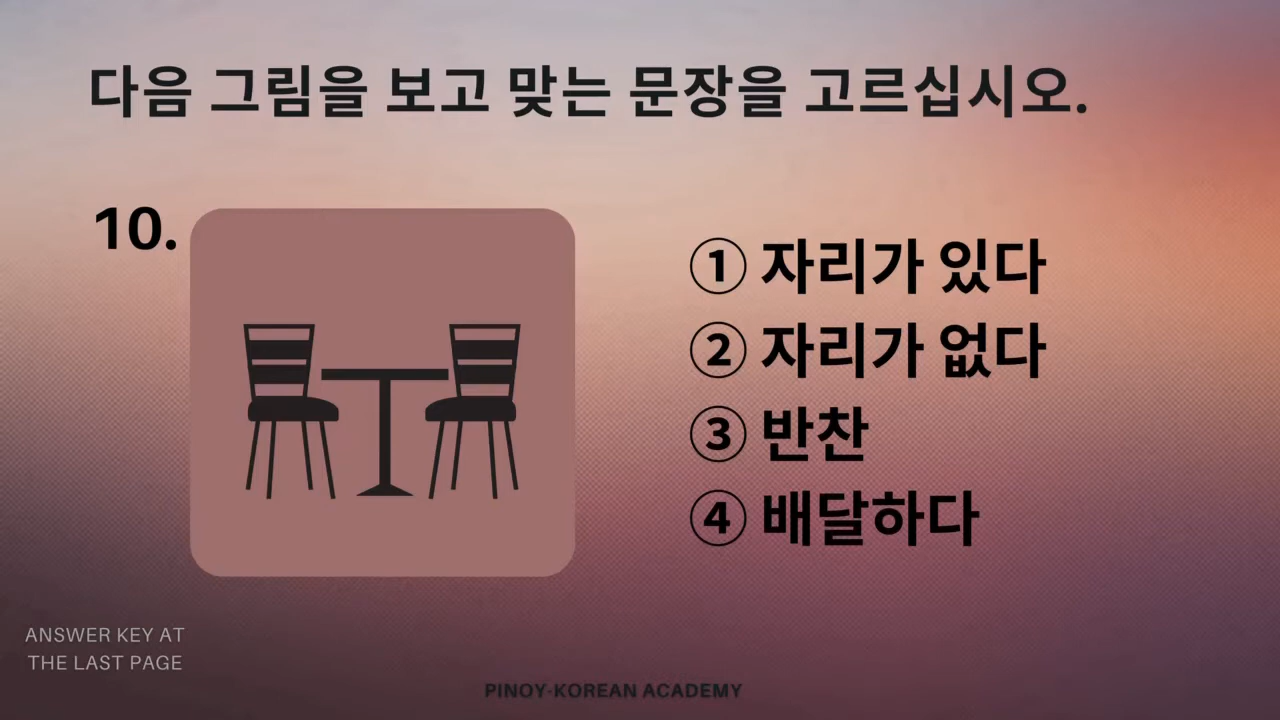 다음 그림을 보고 맞는 문장을 고르십시오.
10.
① 자리가 있다
② 자리가 없다
③ 반찬
④ 배달하다
ANSWER KEY AT
THE LAST PAGE
PINOY-KOREAN ACADEMY